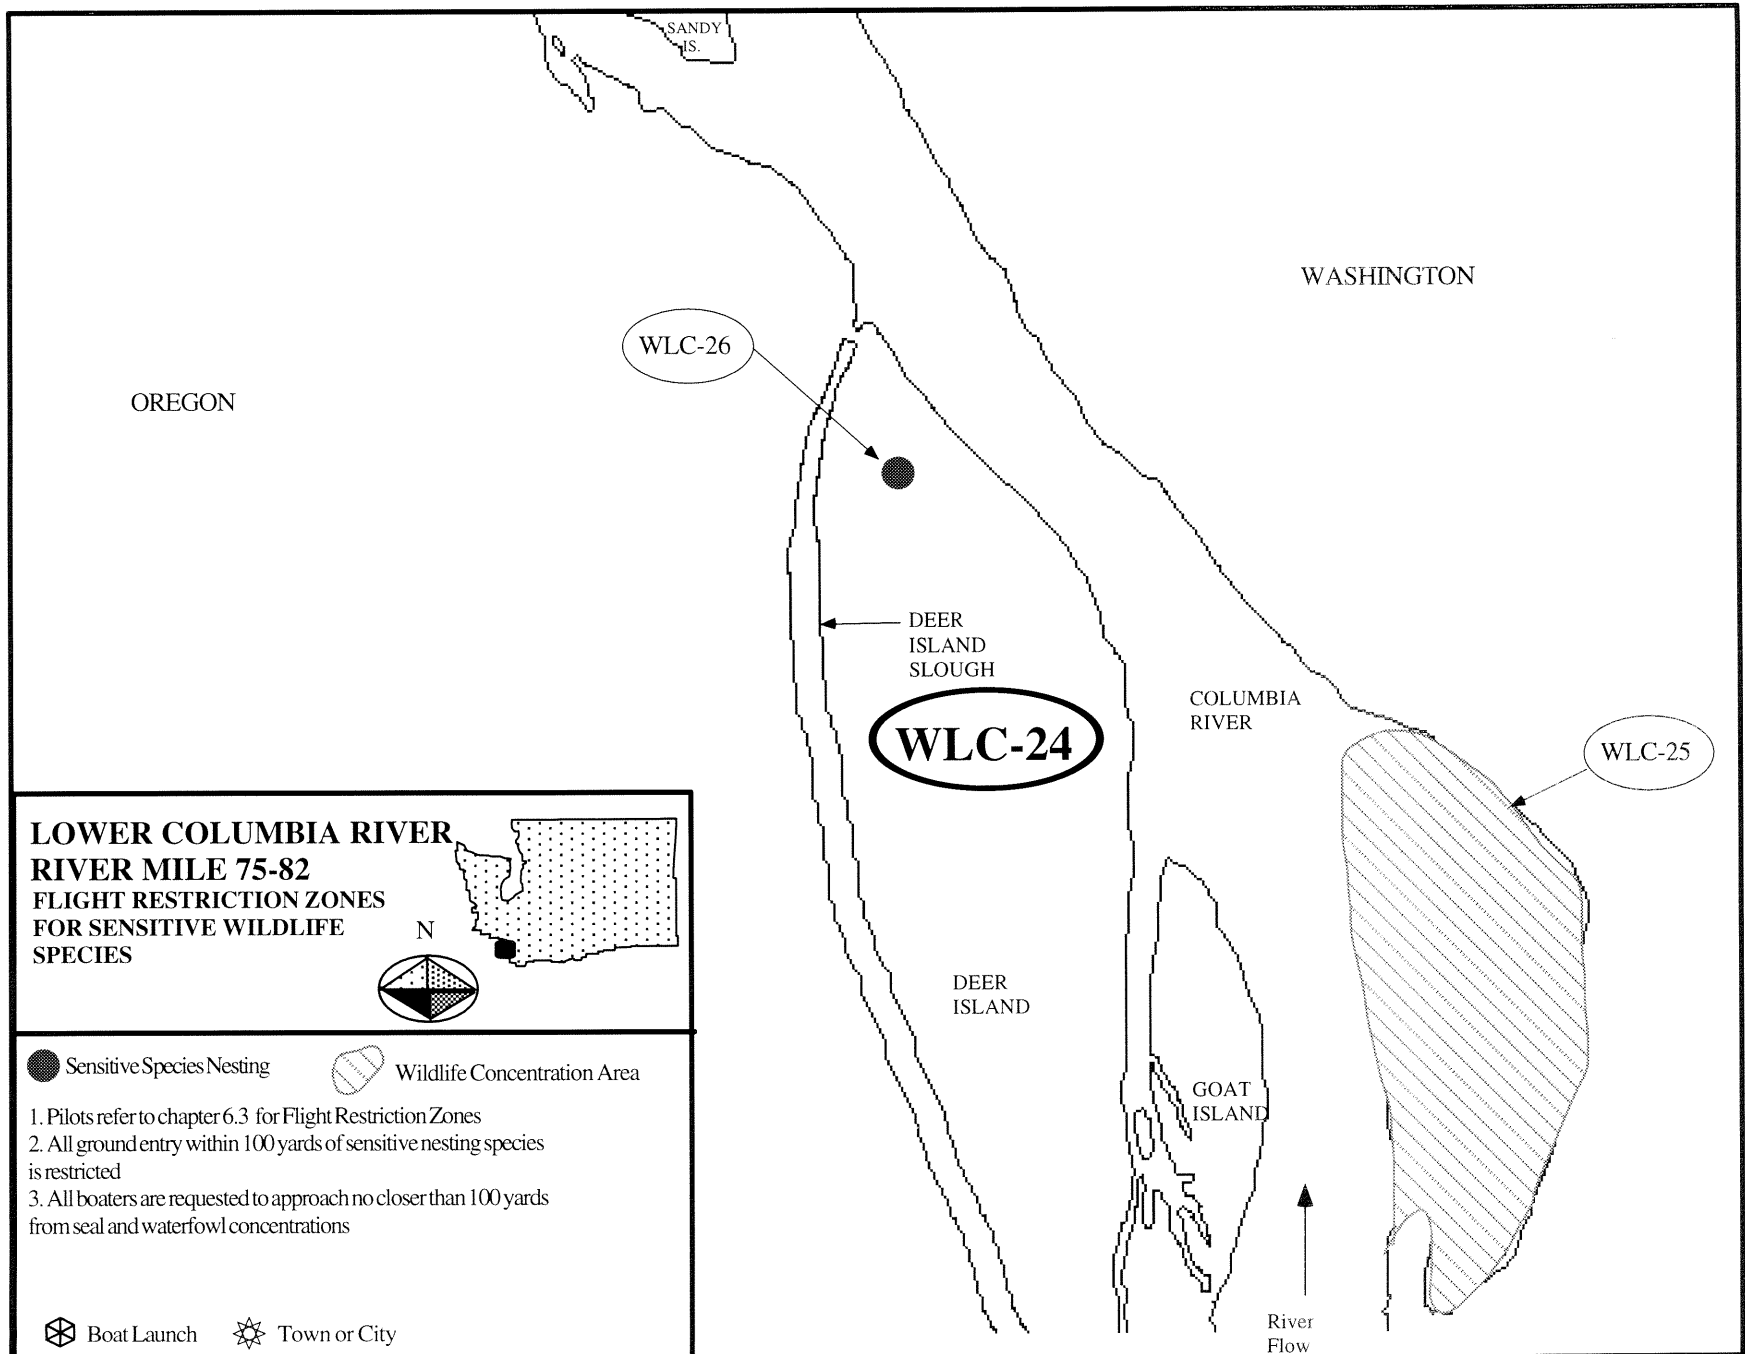 SANDY
IS.
WASHINGTON
WLC-26
OREGON
DEER
ISLAND
SLOUGH
COLUMBIA
RIVER
WLC-24
WLC-25
LOWER COLUMBIA RIVER
RIVER MILE 75-82
FLIGHT RESTRICTION ZONES
FOR SENSITIVE WILDLIFE
SPECIES
N
DEER
ISLAND
GOAT
ISLAND
Sensitive Species Nesting
Wildlife Concentration Area
1. Pilots refer to chapter 6.3 for Flight Restriction Zones
2. All ground entry within 100 yards of sensitive nesting species
is restricted
3. All boaters are requested to approach no closer than 100 yards
from seal and waterfowl concentrations
River
Flow
Boat Launch
Town or City